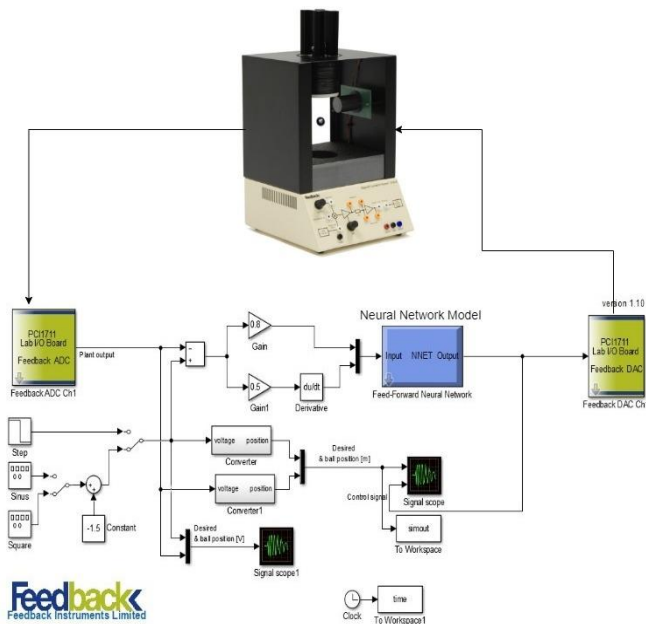 version 1.10
PCI1711
Lab I/O Board
Feedback ADC
Feedback ADC Ch1
Plant output
−
+
0.8
Gain
0.5
Gain1
du/dt
Derivative
Neural Network Model
Input NNET Output
Feed-Forward Neural Network
PCI1711
Lab I/O Board
Feedback DAC
Feedback DAC Ch
Step
Sinus
Square
+
+
-1.5
Constant
voltage position
Converter
voltage position
Converter1
Desired
& ball position [m]
Control signal
Signal scope
simout
To Workspace
Desired
& ball position [V]
Signal scope1
Feedback
Feedback Instruments Limited
Clock
time
To Workspace1